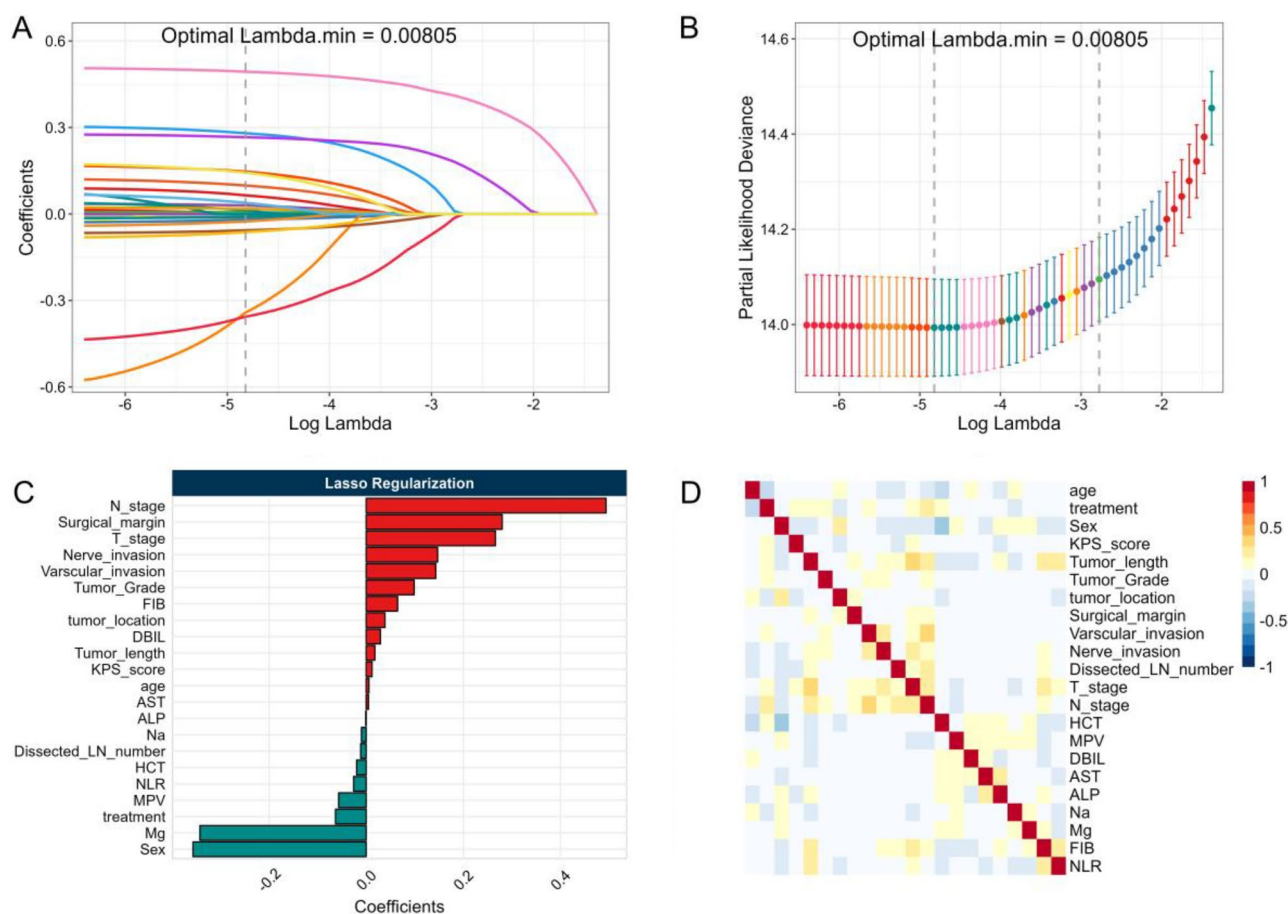 A
Optimal Lambda.min = 0.00805
0.6
0.3
0.0
-0.3
-0.6
Coefficients
-6
-5
-4
-3
-2
Log Lambda
B
Optimal Lambda.min = 0.00805
14.6
14.4
14.2
14.0
Partial Likelihood Deviance
-6
-5
-4
-3
-2
Log Lambda
C
Lasso Regularization
N_stage
Surgical_margin
T_stage
Nerve_invasion
Varscular_invasion
Tumor_Grade
FIB
tumor_location
DBIL
Tumor_length
KPS_score
age
AST
ALP
Na
Dissected_LN_number
HCT
NLR
MPV
treatment
Mg
Sex
-0.2
0.0
0.2
0.4
Coefficients
D
age
treatment
Sex
KPS_score
Tumor_length
Tumor_Grade
tumor_location
Surgical_margin
Varscular_invasion
Nerve_invasion
Dissected_LN_number
T_stage
N_stage
HCT
MPV
DBIL
AST
ALP
Na
Mg
FIB
NLR
1
0.5
0
-0.5
-1